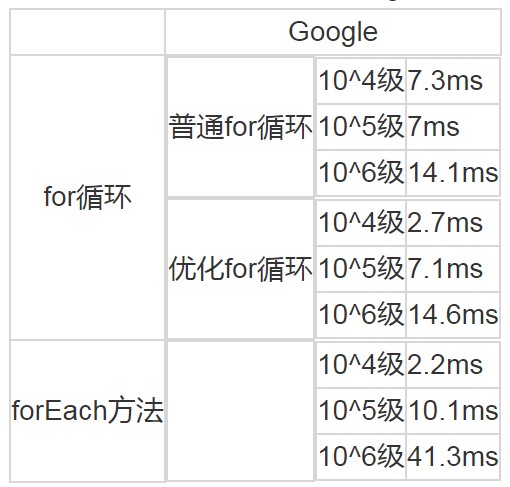 Google
for循环
普通for循环
10^4级 7.3ms
10^5级 7ms
10^6级 14.1ms
优化for循环
10^4级 2.7ms
10^5级 7.1ms
10^6级 14.6ms
forEach方法
10^4级 2.2ms
10^5级 10.1ms
10^6级 41.3ms